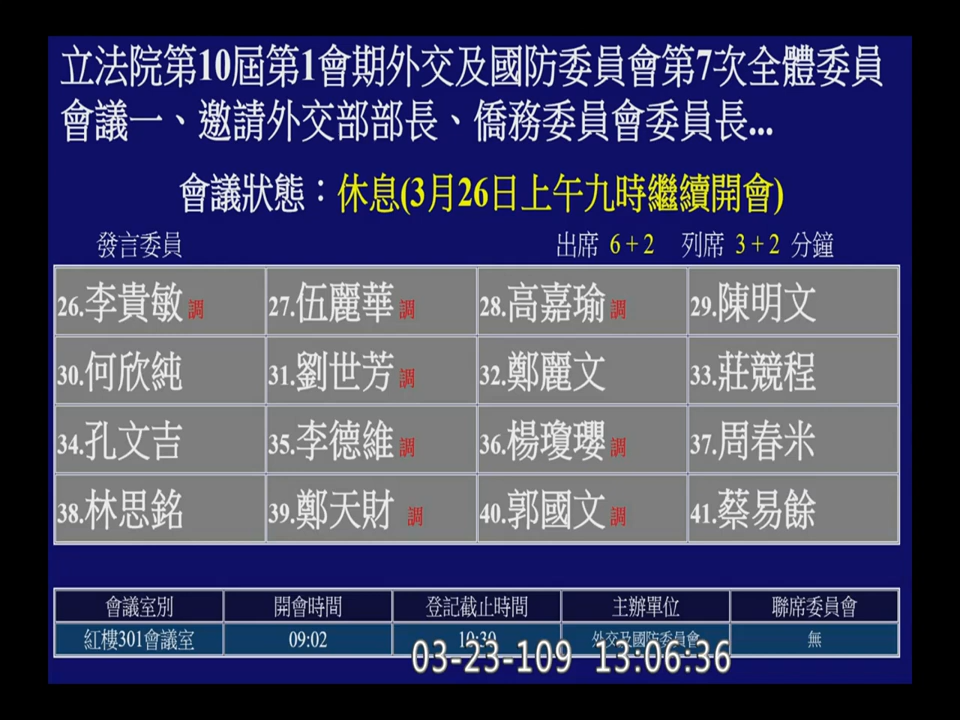 立法院第10屆第1會期外交及國防委員會第7次全體委員
會議一、邀請外交部部長、僑務委員會委員長...
會議狀態：休息(3月26日上午九時繼續開會)
發言委員 出席 6+2 列席 3+2 分鐘
26.李貴敏 調 27.伍麗華 調 28.高嘉瑜 調 29.陳明文
30.何欣純 31.劉世芳 調 32.鄭麗文 33.莊競程
34.孔文吉 35.李德維 調 36.楊瓊瓔 調 37.周春米
38.林思銘 39.鄭天財 調 40.郭國文 調 41.蔡易餘
會議室別 開會時間 登記截止時間 主辦單位 聯席委員會
紅樓301會議室 09:02 10:30 外交及國防委員會 無
03-23-109 13:06:36